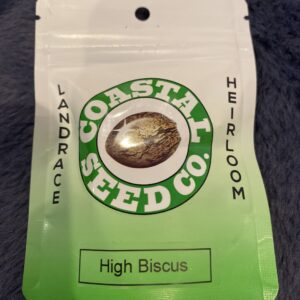 LANDRACE
COASTAL
SEED CO.
HEIRLOOM
High Biscus